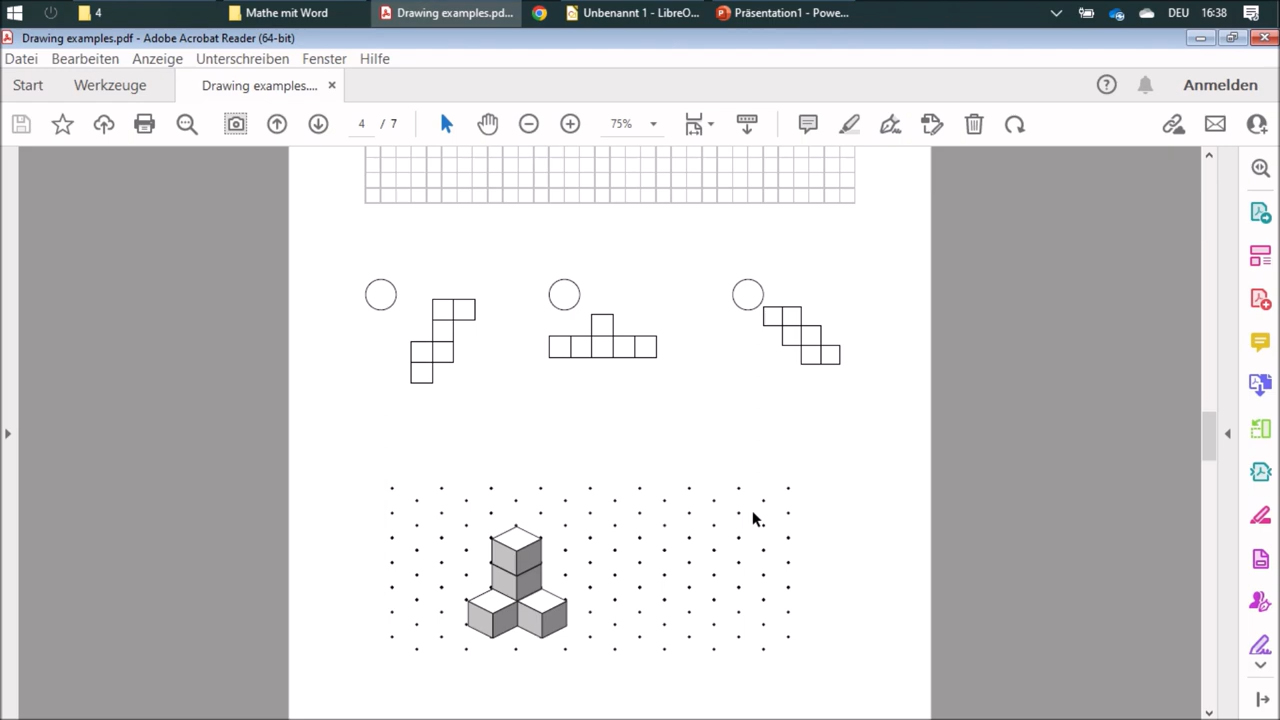 4
Mathe mit Word
Drawing examples.pd...
Unbenannt 1 - LibreO...
Präsentation1 - Powe...
DEU
16:38
Drawing examples.pdf - Adobe Acrobat Reader (64-bit)
Datei Bearbeiten Anzeige Unterschreiben Fenster Hilfe
Start Werkzeuge Drawing examples.... × Anmelden
4 / 7 75%